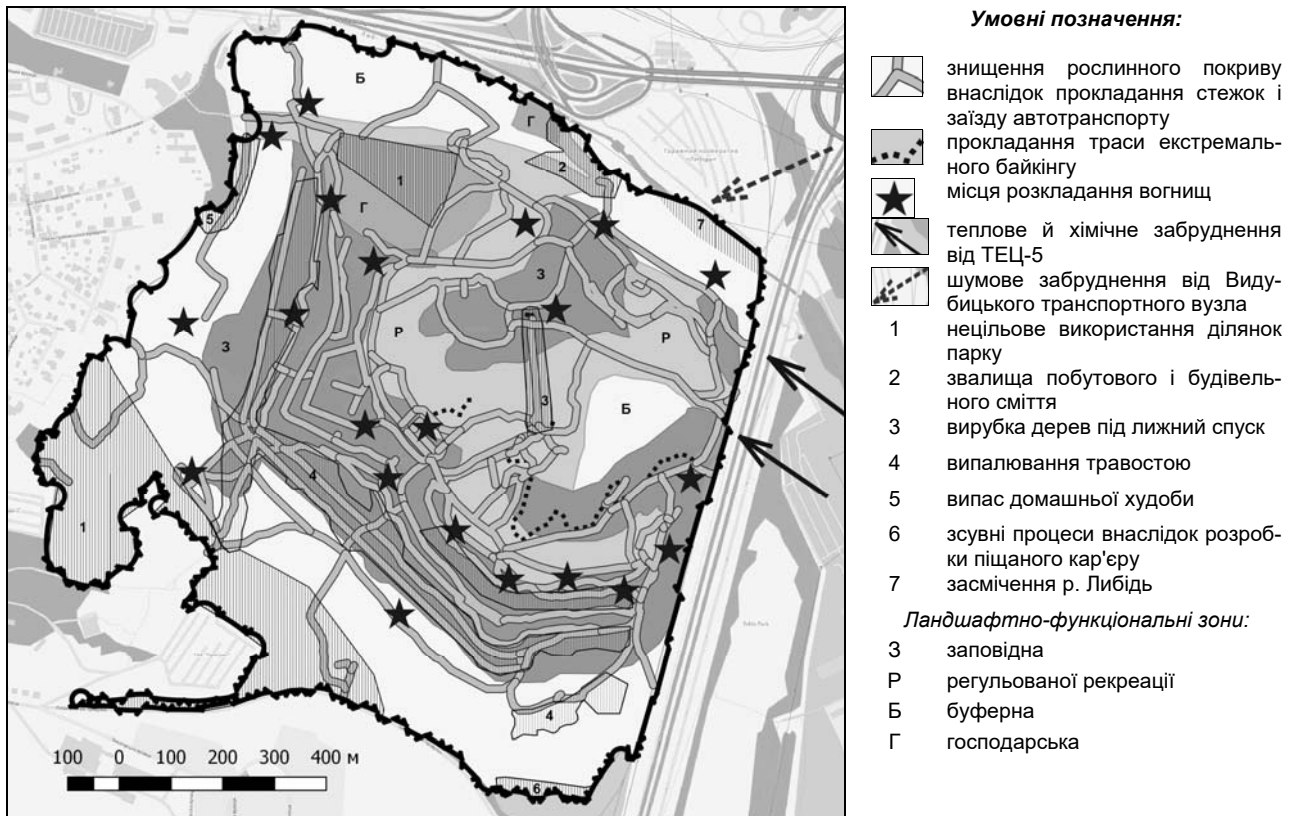 Б
Г
1
2
Г
5
7
З
Р
Р
З
З
Б
4
1
4
6
100 0 100 200 300 400 м
Умовні позначення:
знищення рослинного покриву
внаслідок прокладання стежок і
заїзду автотранспорту
прокладання траси екстремаль-
ного байкінгу
місця розкладання вогнищ
теплове й хімічне забруднення
від ТЕЦ-5
шумове забруднення від Виду-
бицького транспортного вузла
1 нецільове використання ділянок
парку
2 звалища побутового і будівель-
ного сміття
3 вирубка дерев під лижний спуск
4 випалювання травостою
5 випас домашньої худоби
6 зсувні процеси внаслідок розроб-
ки піщаного кар'єру
7 засмічення р. Либідь
Ландшафтно-функціональні зони:
З заповідна
Р регульованої рекреації
Б буферна
Г господарська